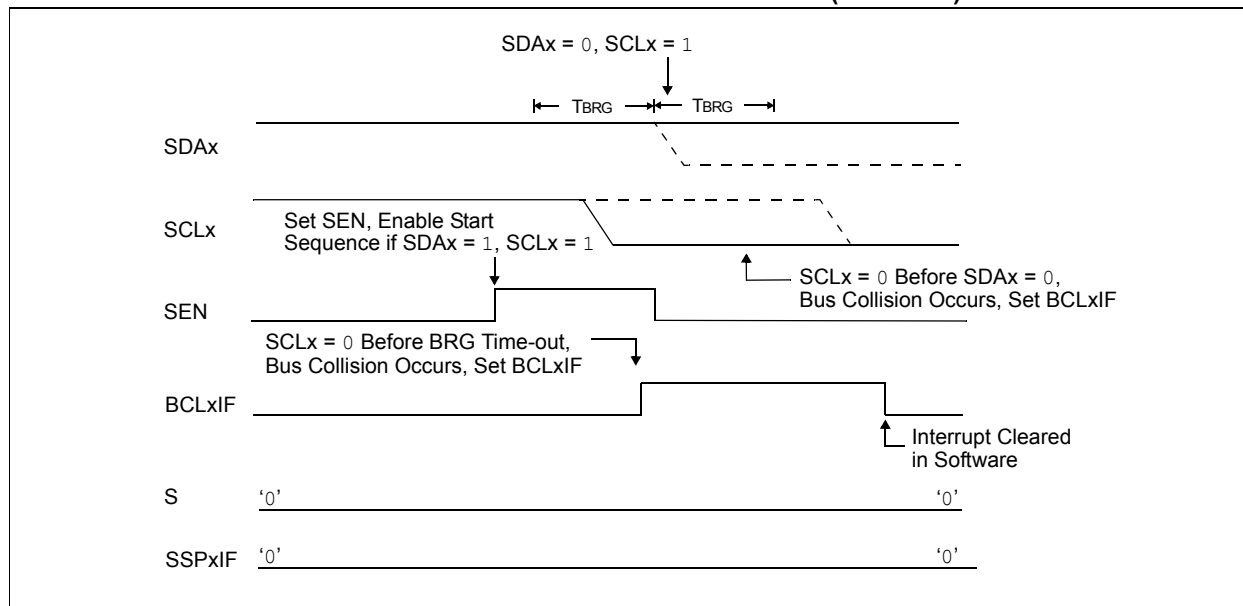 SDAx = 0, SCLx = 1
TBRG TBRG
SDAx
SCLx
Set SEN, Enable Start
Sequence if SDAx = 1, SCLx = 1
SCLx = 0 Before SDAx = 0,
Bus Collision Occurs, Set BCLxIF
SEN
SCLx = 0 Before BRG Time-out,
Bus Collision Occurs, Set BCLxIF
BCLxIF
Interrupt Cleared
in Software
S ‘0’ ‘0’
SSPxIF ‘0’ ‘0’